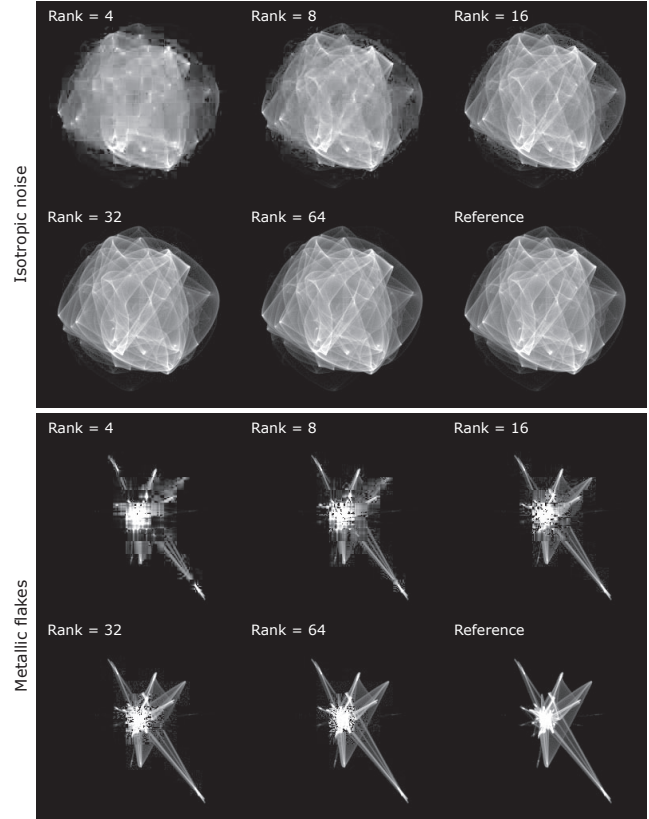 Isotropic noise
Rank = 4
Rank = 8
Rank = 16
Rank = 32
Rank = 64
Reference
Metallic flakes
Rank = 4
Rank = 8
Rank = 16
Rank = 32
Rank = 64
Reference